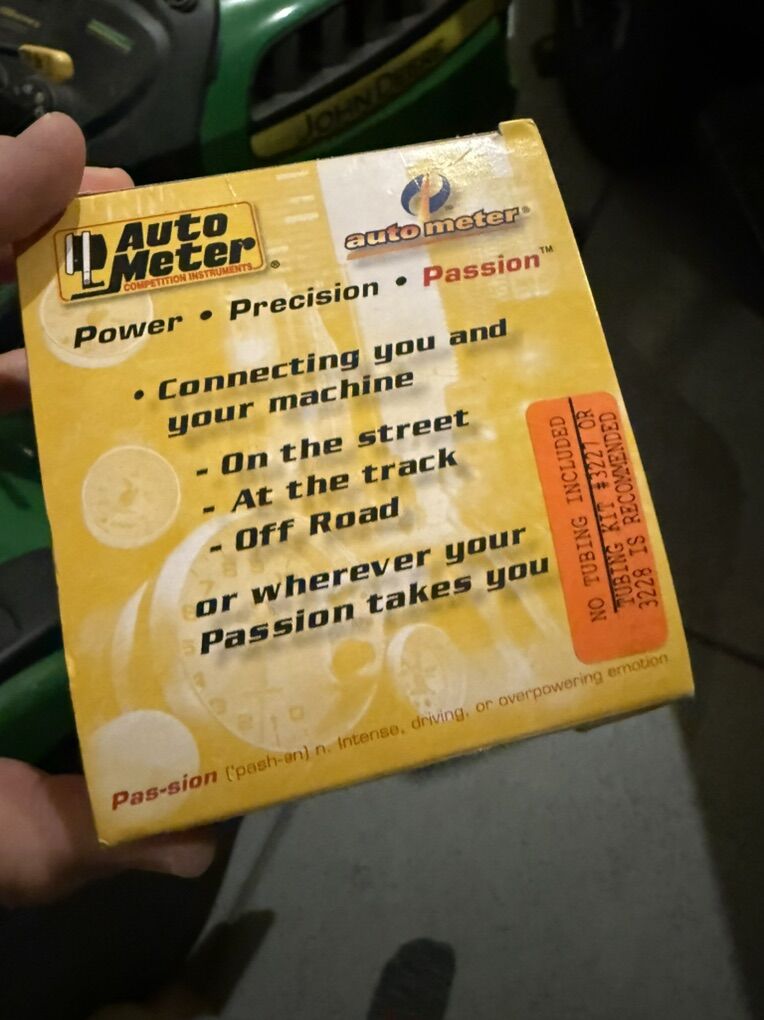 JOHN DEERE
Auto
Meter®
COMPETITION INSTRUMENTS
auto meter®
Power • Precision • Passion™
• Connecting you and
your machine
- On the street
- At the track
- Off Road
or wherever your
Passion takes you
NO TUBING INCLUDED
TUBING KIT #3227 OR
3228 IS RECOMMENDED
Pas-sion ('pash-en) n. Intense, driving, or overpowering emotion